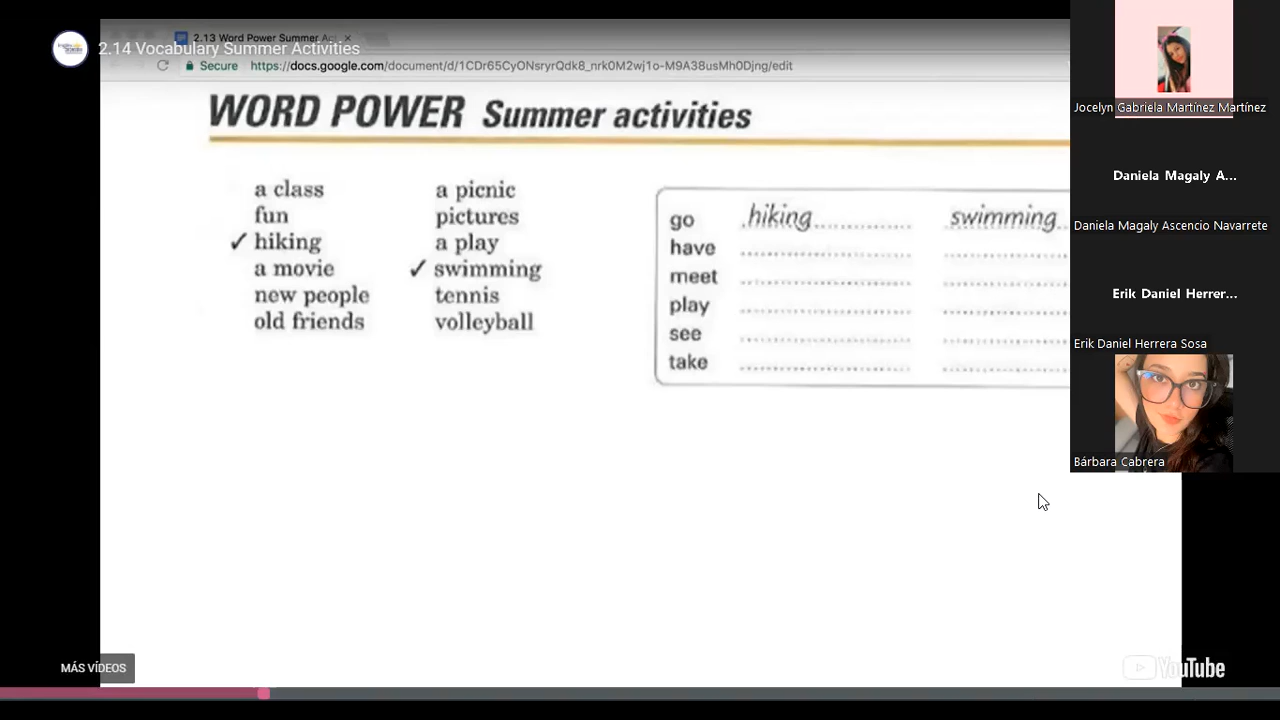 2.13 Word Power Summer
2.14 Vocabulary Summer Activities
Secure https://docs.google.com/document/d/1CDr65CyONsryrQdk8_nrk0M2wj1o-M9A38usMh0Djng/edit
WORD POWER Summer activities
a class
fun
✓ hiking
a movie
new people
old friends
a picnic
pictures
a play
✓ swimming
tennis
volleyball
go hiking swimming
have
meet
play
see
take
Jocelyn Gabriela Martínez Martínez
Daniela Magaly A...
Daniela Magaly Ascencio Navarrete
Erik Daniel Herrer...
Erik Daniel Herrera Sosa
Bárbara Cabrera
MÁS VÍDEOS
YouTube